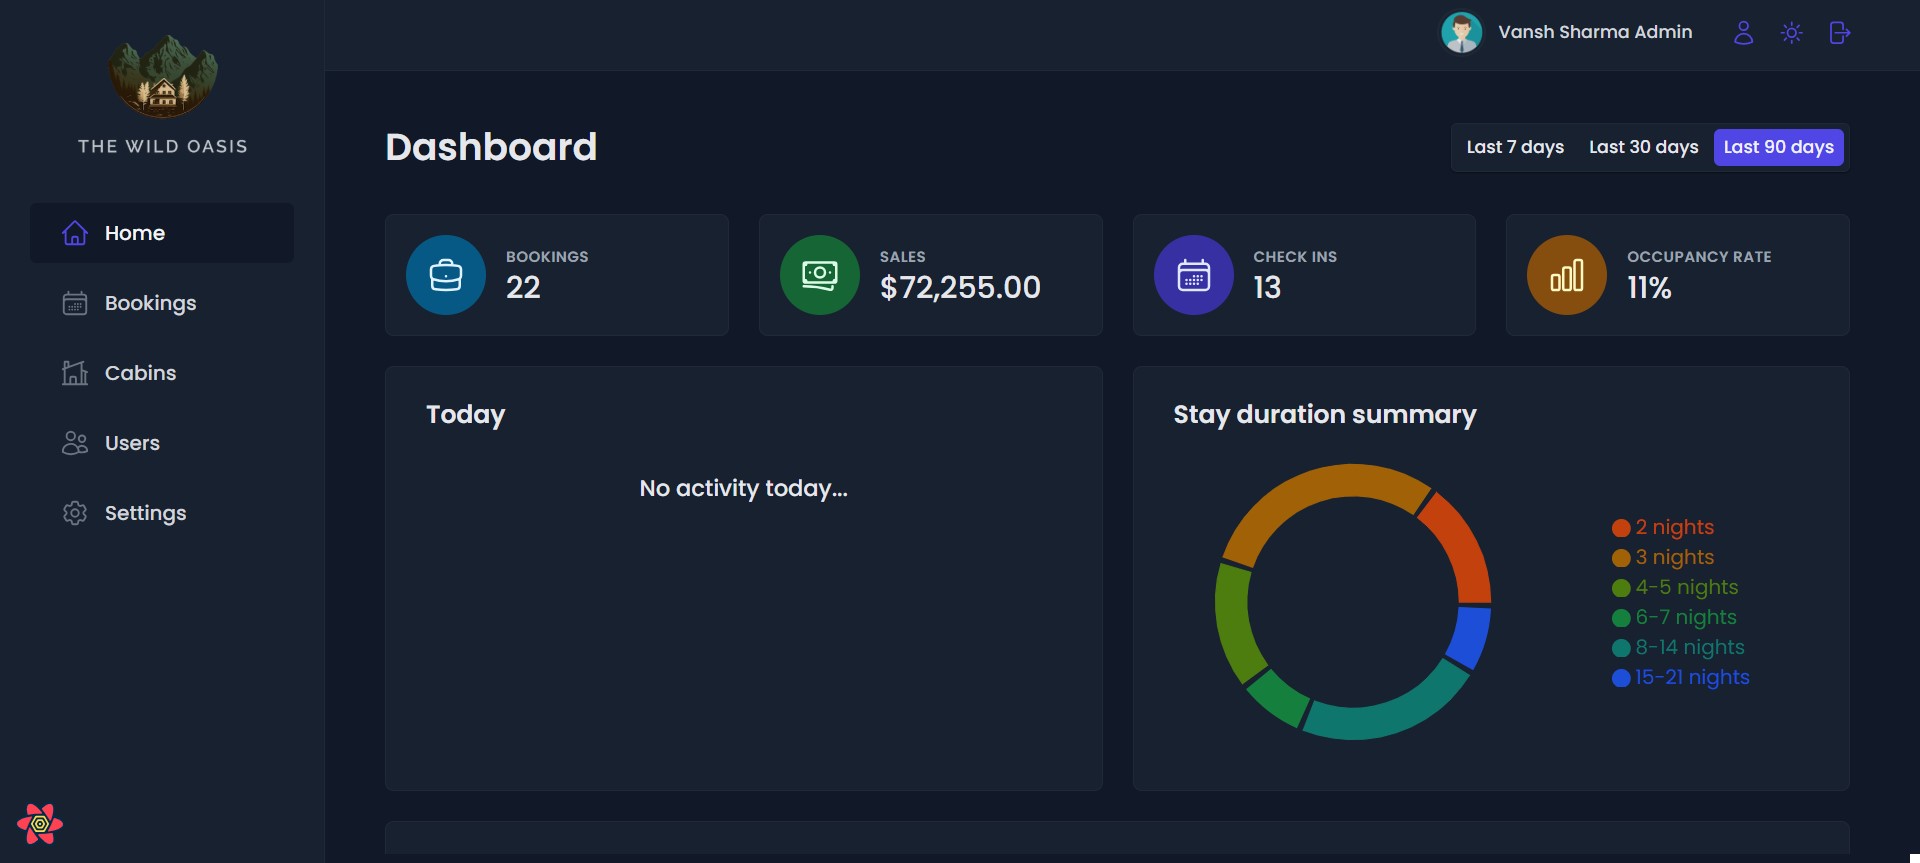 THE WILD OASIS
Home
Bookings
Cabins
Users
Settings
Vansh Sharma Admin
Dashboard
Last 7 days
Last 30 days
Last 90 days
BOOKINGS
22
SALES
$72,255.00
CHECK INS
13
OCCUPANCY RATE
11%
Today
No activity today...
Stay duration summary
2 nights
3 nights
4-5 nights
6-7 nights
8-14 nights
15-21 nights